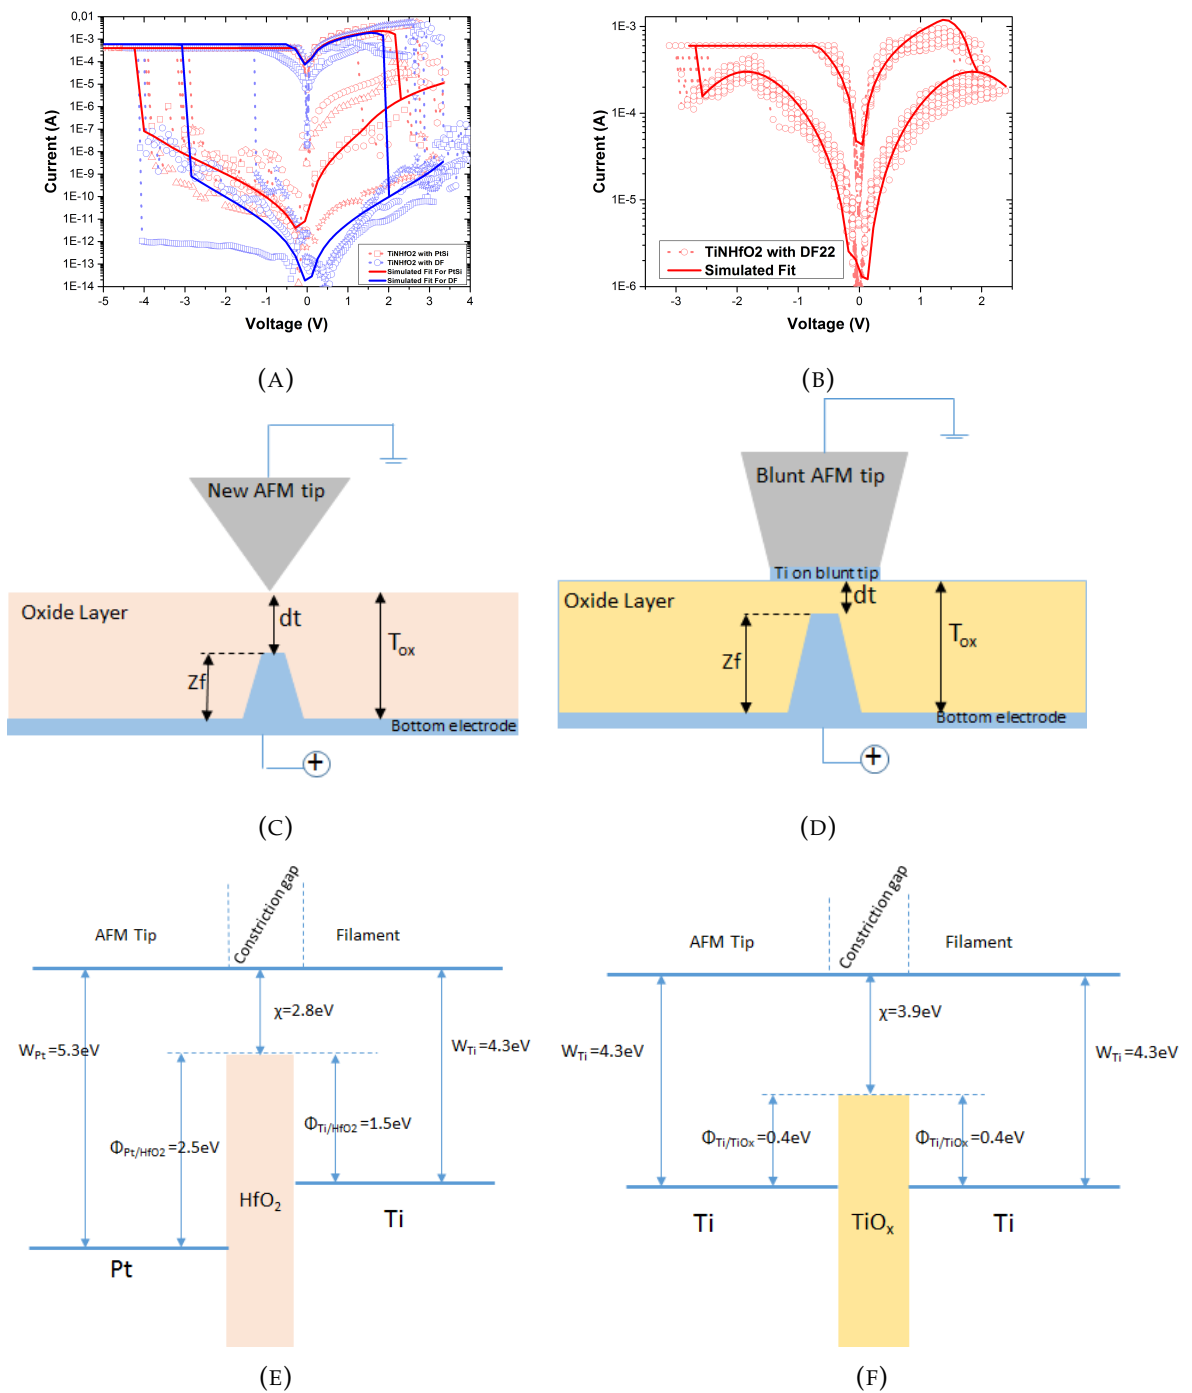 0,01
1E-3
1E-4
1E-5
1E-6
1E-7
1E-8
1E-9
1E-10
1E-11
1E-12
1E-13
1E-14
Current (A)
-5 -4 -3 -2 -1 0 1 2 3 4
Voltage (V)
TiNHfO2 with PtSi
TiNHfO2 with DF
Simulated Fit For PtSi
Simulated Fit For DF
(A)
1E-3
1E-4
1E-5
1E-6
Current (A)
-3 -2 -1 0 1 2
Voltage (V)
TiNHfO2 with DF22
Simulated Fit
(B)
New AFM tip
Oxide Layer
dt
Tox
Zf
Bottom electrode
+
(C)
Blunt AFM tip
Ti on blunt tip
Oxide Layer
dt
Tox
Zf
Bottom electrode
+
(D)
AFM Tip
Constriction gap
Filament
χ=2.8eV
WPt=5.3eV
WTi=4.3eV
ΦTi/HfO2=1.5eV
ΦPt/HfO2=2.5eV
HfO2
Ti
Pt
(E)
AFM Tip
Constriction gap
Filament
χ=3.9eV
WTi=4.3eV
WTi=4.3eV
ΦTi/TiOx=0.4eV
ΦTi/TiOx=0.4eV
Ti
TiOx
Ti
(F)